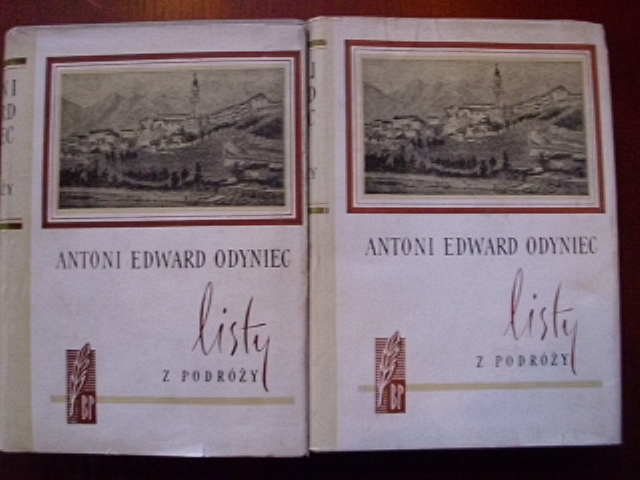 ANTONI EDWARD ODYNIEC
listy
Z PODRÓŻY
BP
ANTONI EDWARD ODYNIEC
listy
Z PODRÓŻY
BP